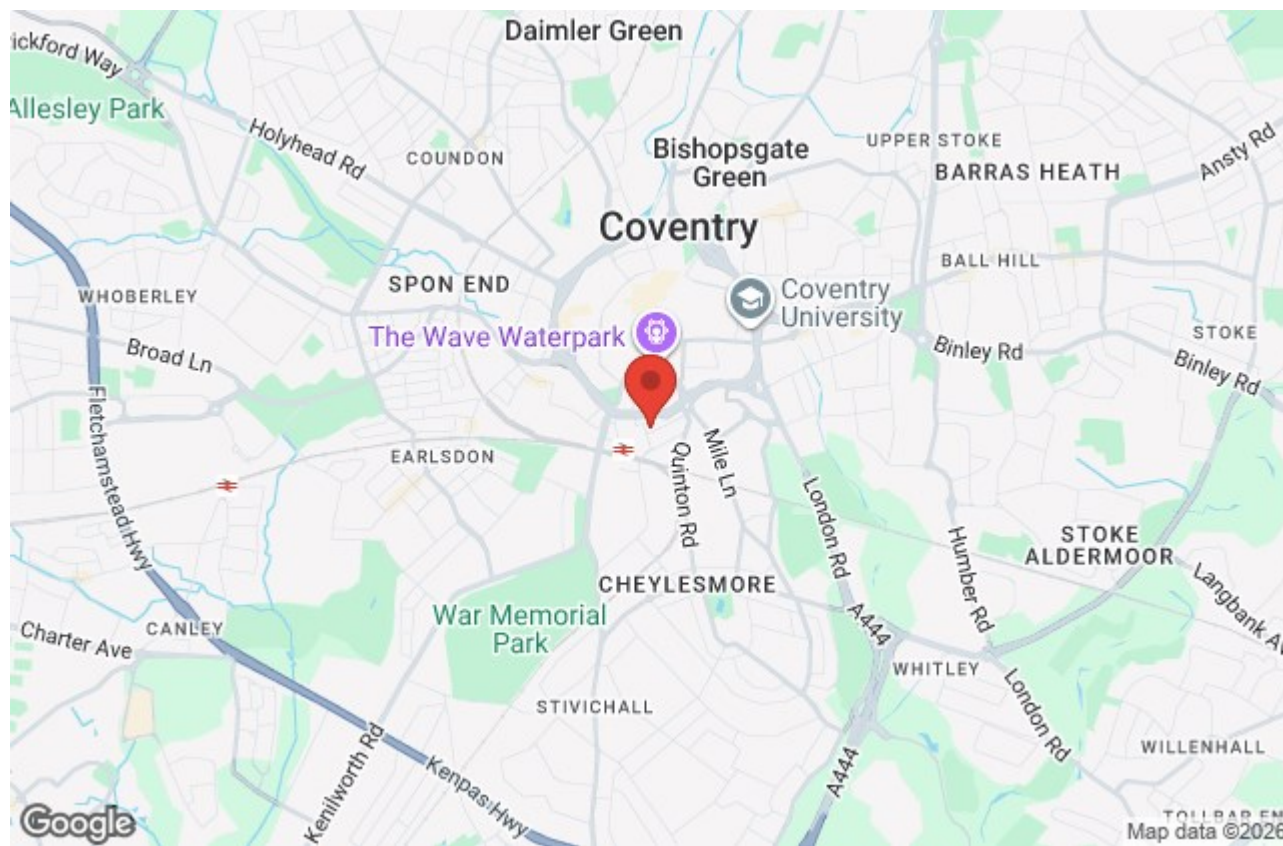 Daimler Green
rickford Way
Allesley Park
Holyhead Rd
COUNDON
Bishopsgate
Green
UPPER STOKE
BARRAS HEATH
Ansty Rd
Coventry
BALL HILL
SPON END
WHOBERLEY
Coventry
University
The Wave Waterpark
STOKE
Broad Ln
Binley Rd
Binley Rd
Fletchamstead Hwy
EARLSDON
Quinton Rd
Mile Ln
London Rd
Humber Rd
STOKE
ALDERMOOR
CHEYLESMORE
Langbank Av
War Memorial
Park
A444
CANLEY
Charter Ave
WHITLEY
London Rd
STIVICHALL
WILLENHALL
Kenilworth Rd
Kenpas Hwy
A444
TOLLBAR EN
Google
Map data ©2026